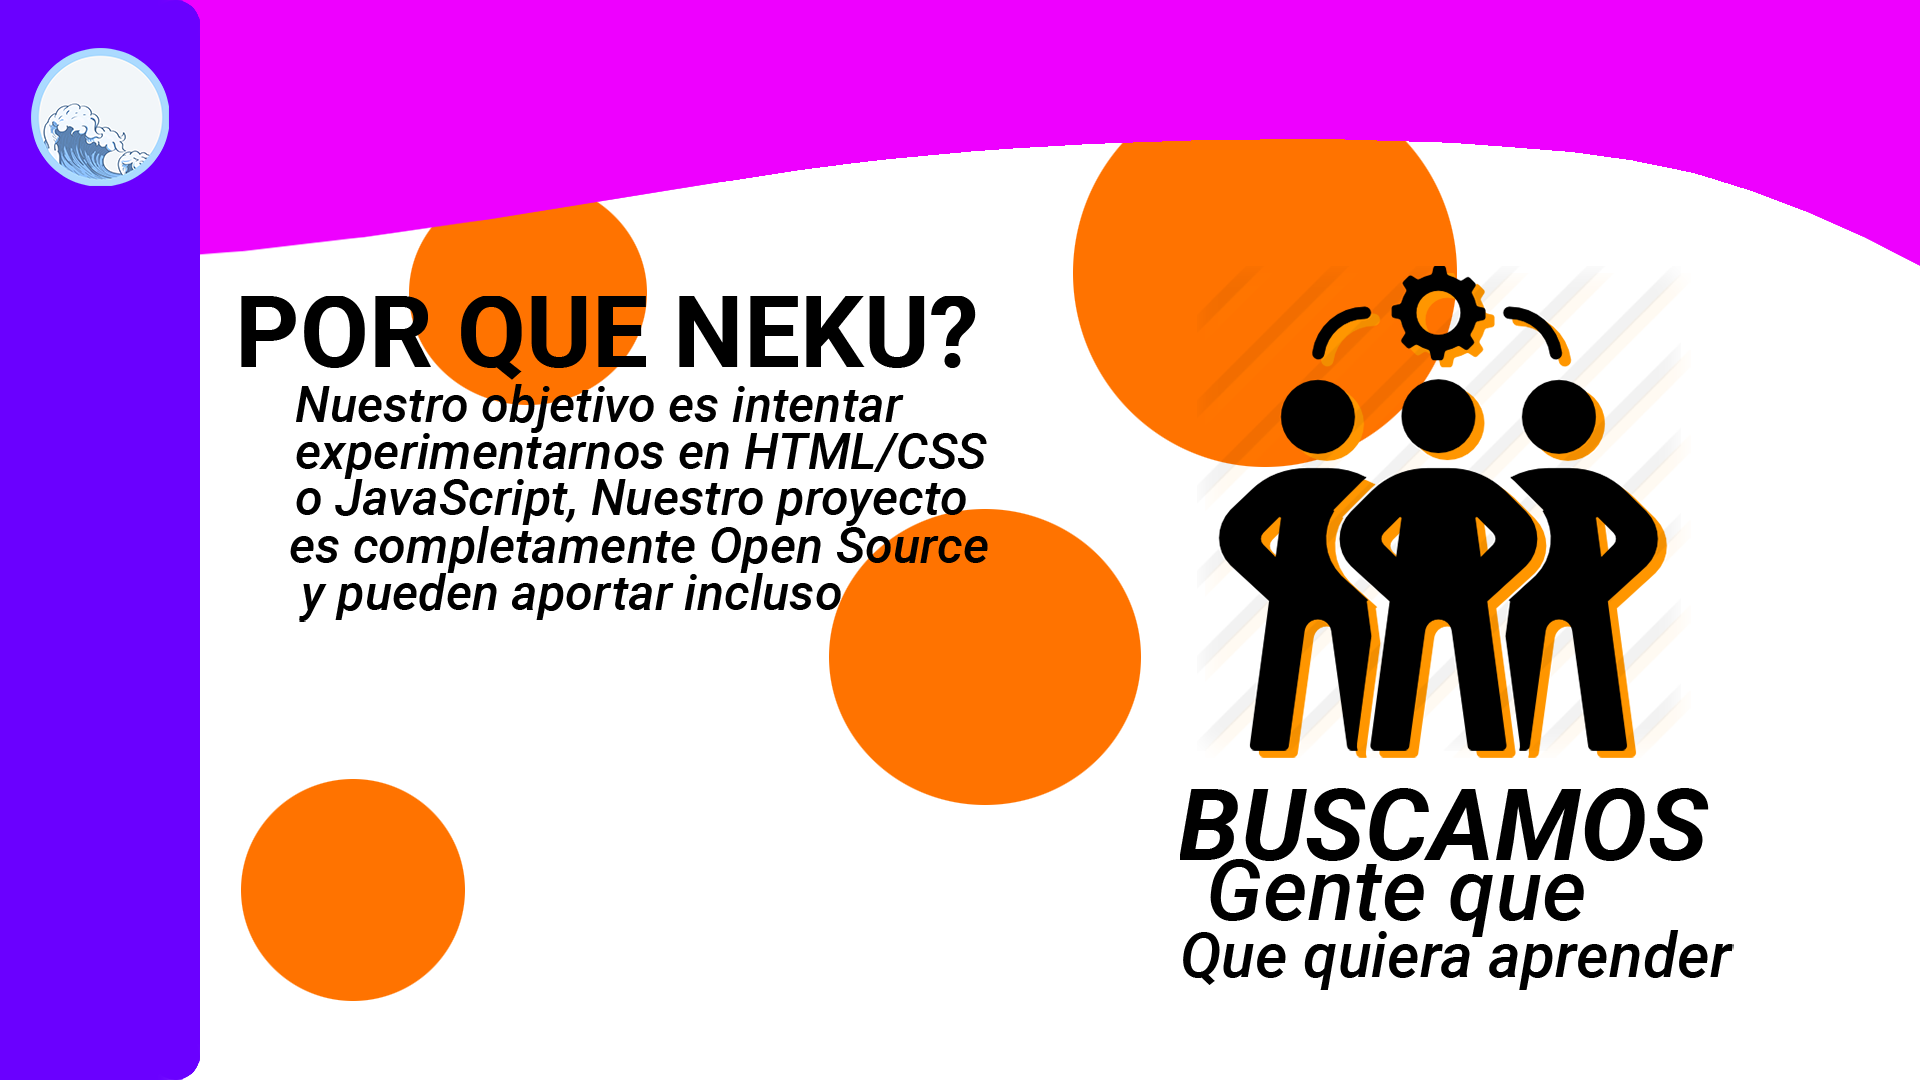 POR QUE NEKU?
Nuestro objetivo es intentar
experimentarnos en HTML/CSS
o JavaScript, Nuestro proyecto
es completamente Open Source
y pueden aportar incluso
BUSCAMOS
Gente que
Que quiera aprender